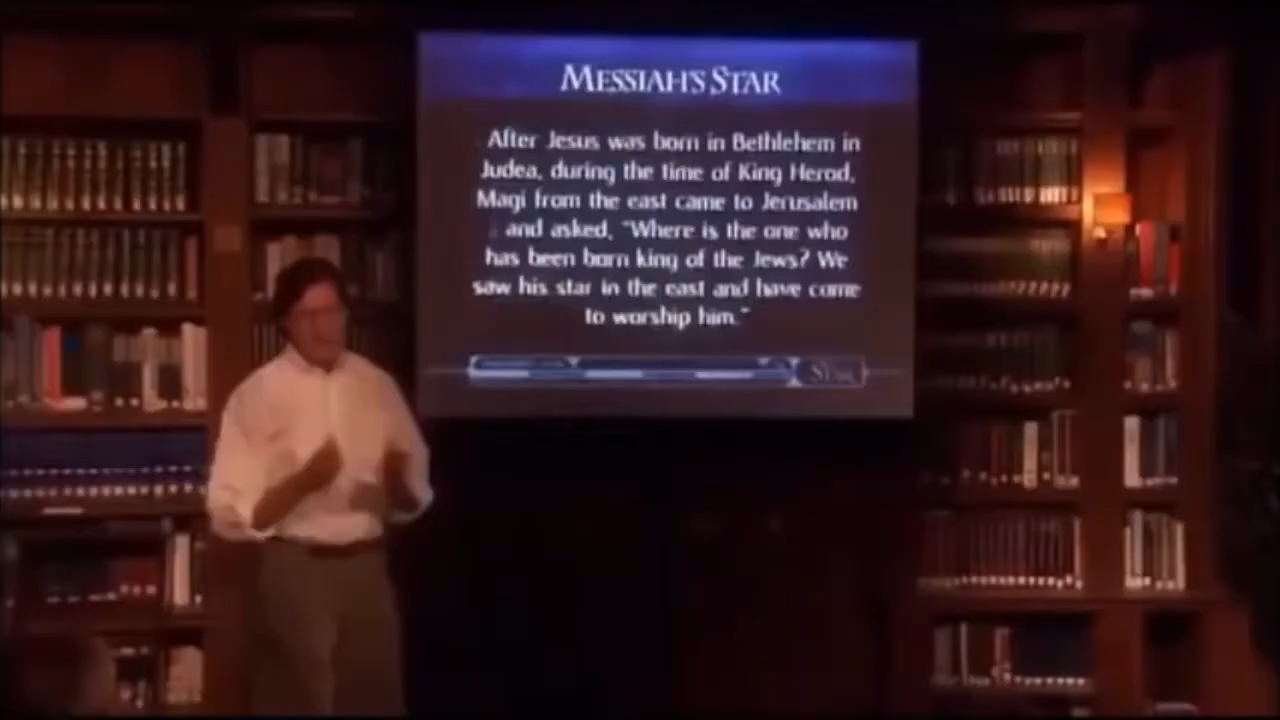 MESSIAH'S STAR
After Jesus was born in Bethlehem in
Judea, during the time of King Herod,
Magi from the east came to Jerusalem
and asked, "Where is the one who
has been born king of the Jews? We
saw his star in the east and have come
to worship him."